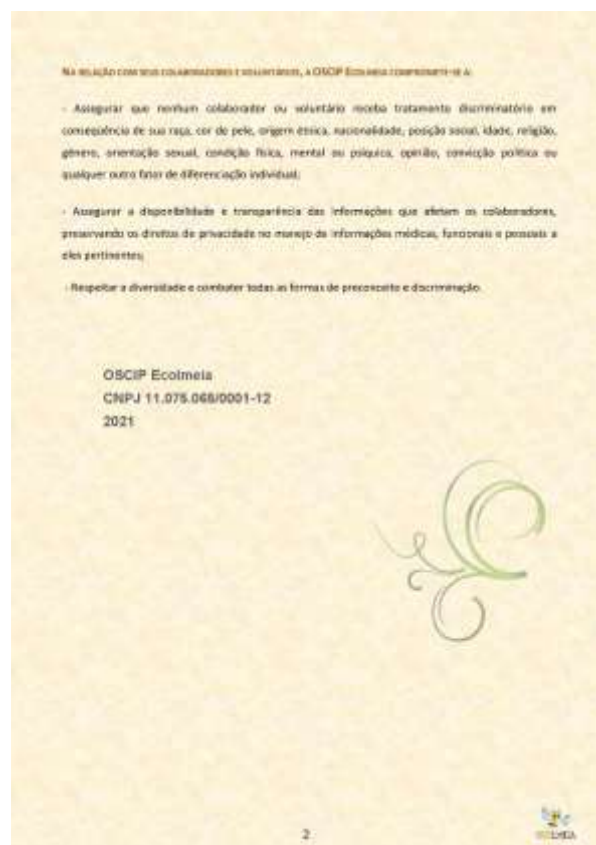 NA RELAÇÃO COM SEUS COLABORADORES E VOLUNTÁRIOS, A OSCIP ECOLMEIA COMPROMETE-SE A:
- Assegurar que nenhum colaborador ou voluntário receba tratamento discriminatório em
consequência de sua raça, cor de pele, origem étnica, nacionalidade, posição social, idade, religião,
gênero, orientação sexual, condição física, mental ou psíquica, opinião, convicção política ou
qualquer outro fator de diferenciação individual;
- Assegurar a disponibilidade e transparência das informações que afetam os colaboradores,
preservando os direitos de privacidade no manejo de informações médicas, funcionais e pessoais a
eles pertinentes;
- Respeitar a diversidade e combater todas as formas de preconceito e discriminação.
OSCIP Ecolmeia
CNPJ 11.075.065/0001-12
2021
2
ECOLMEIA